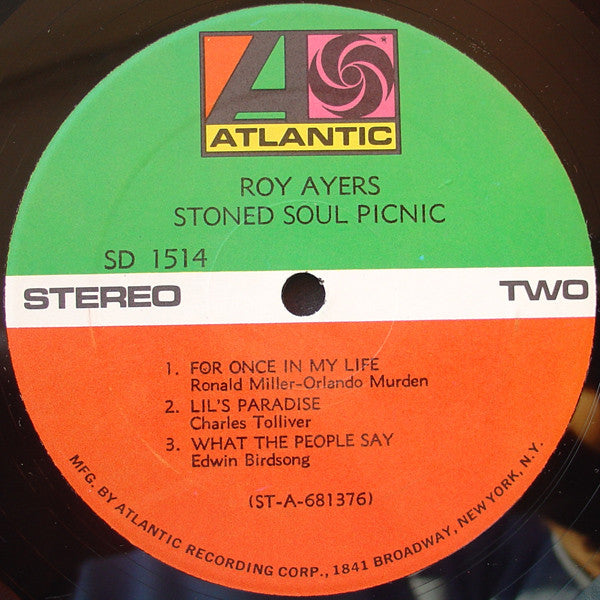 ATLANTIC
ROY AYERS
STONED SOUL PICNIC
SD 1514
STEREO TWO
1. FOR ONCE IN MY LIFE
Ronald Miller-Orlando Murden
2. LIL'S PARADISE
Charles Tolliver
3. WHAT THE PEOPLE SAY
Edwin Birdsong
(ST-A-681376)
MFG. BY ATLANTIC RECORDING CORP., 1841 BROADWAY, NEW YORK, N.Y.